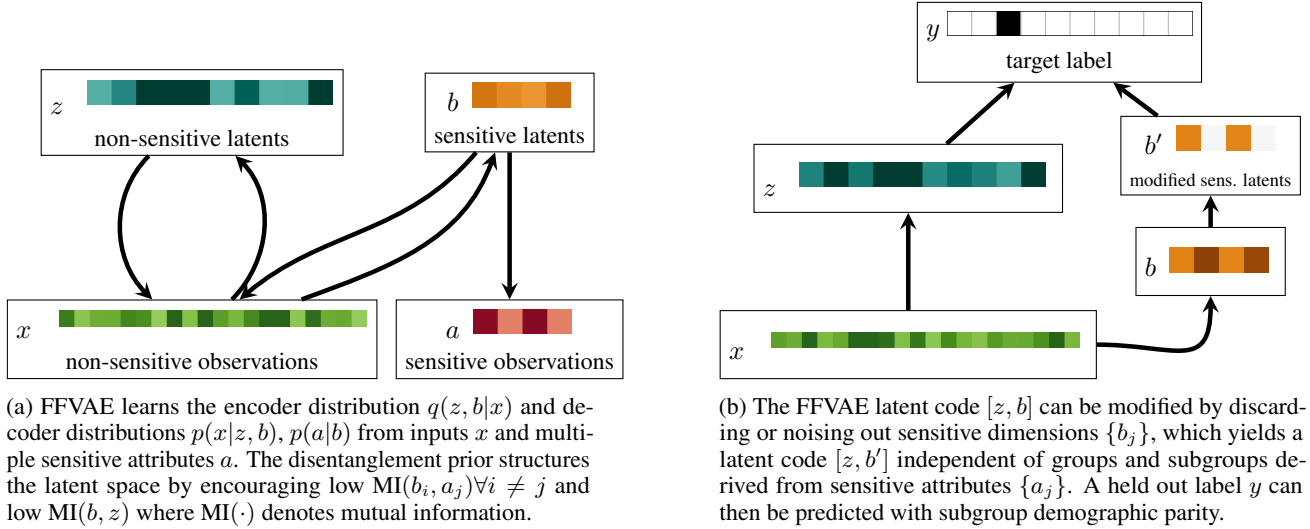 z
non-sensitive latents
b
sensitive latents
x
non-sensitive observations
a
sensitive observations
(a) FFVAE learns the encoder distribution q(z, b|x) and de-
coder distributions p(x|z, b), p(a|b) from inputs x and multi-
ple sensitive attributes a. The disentanglement prior structures
the latent space by encouraging low MI(b_i, a_j)∀i ≠ j and
low MI(b, z) where MI(·) denotes mutual information.
y
target label
b′
modified sens. latents
z
b
x
(b) The FFVAE latent code [z, b] can be modified by discard-
ing or noising out sensitive dimensions {b_j}, which yields a
latent code [z, b′] independent of groups and subgroups de-
rived from sensitive attributes {a_j}. A held out label y can
then be predicted with subgroup demographic parity.